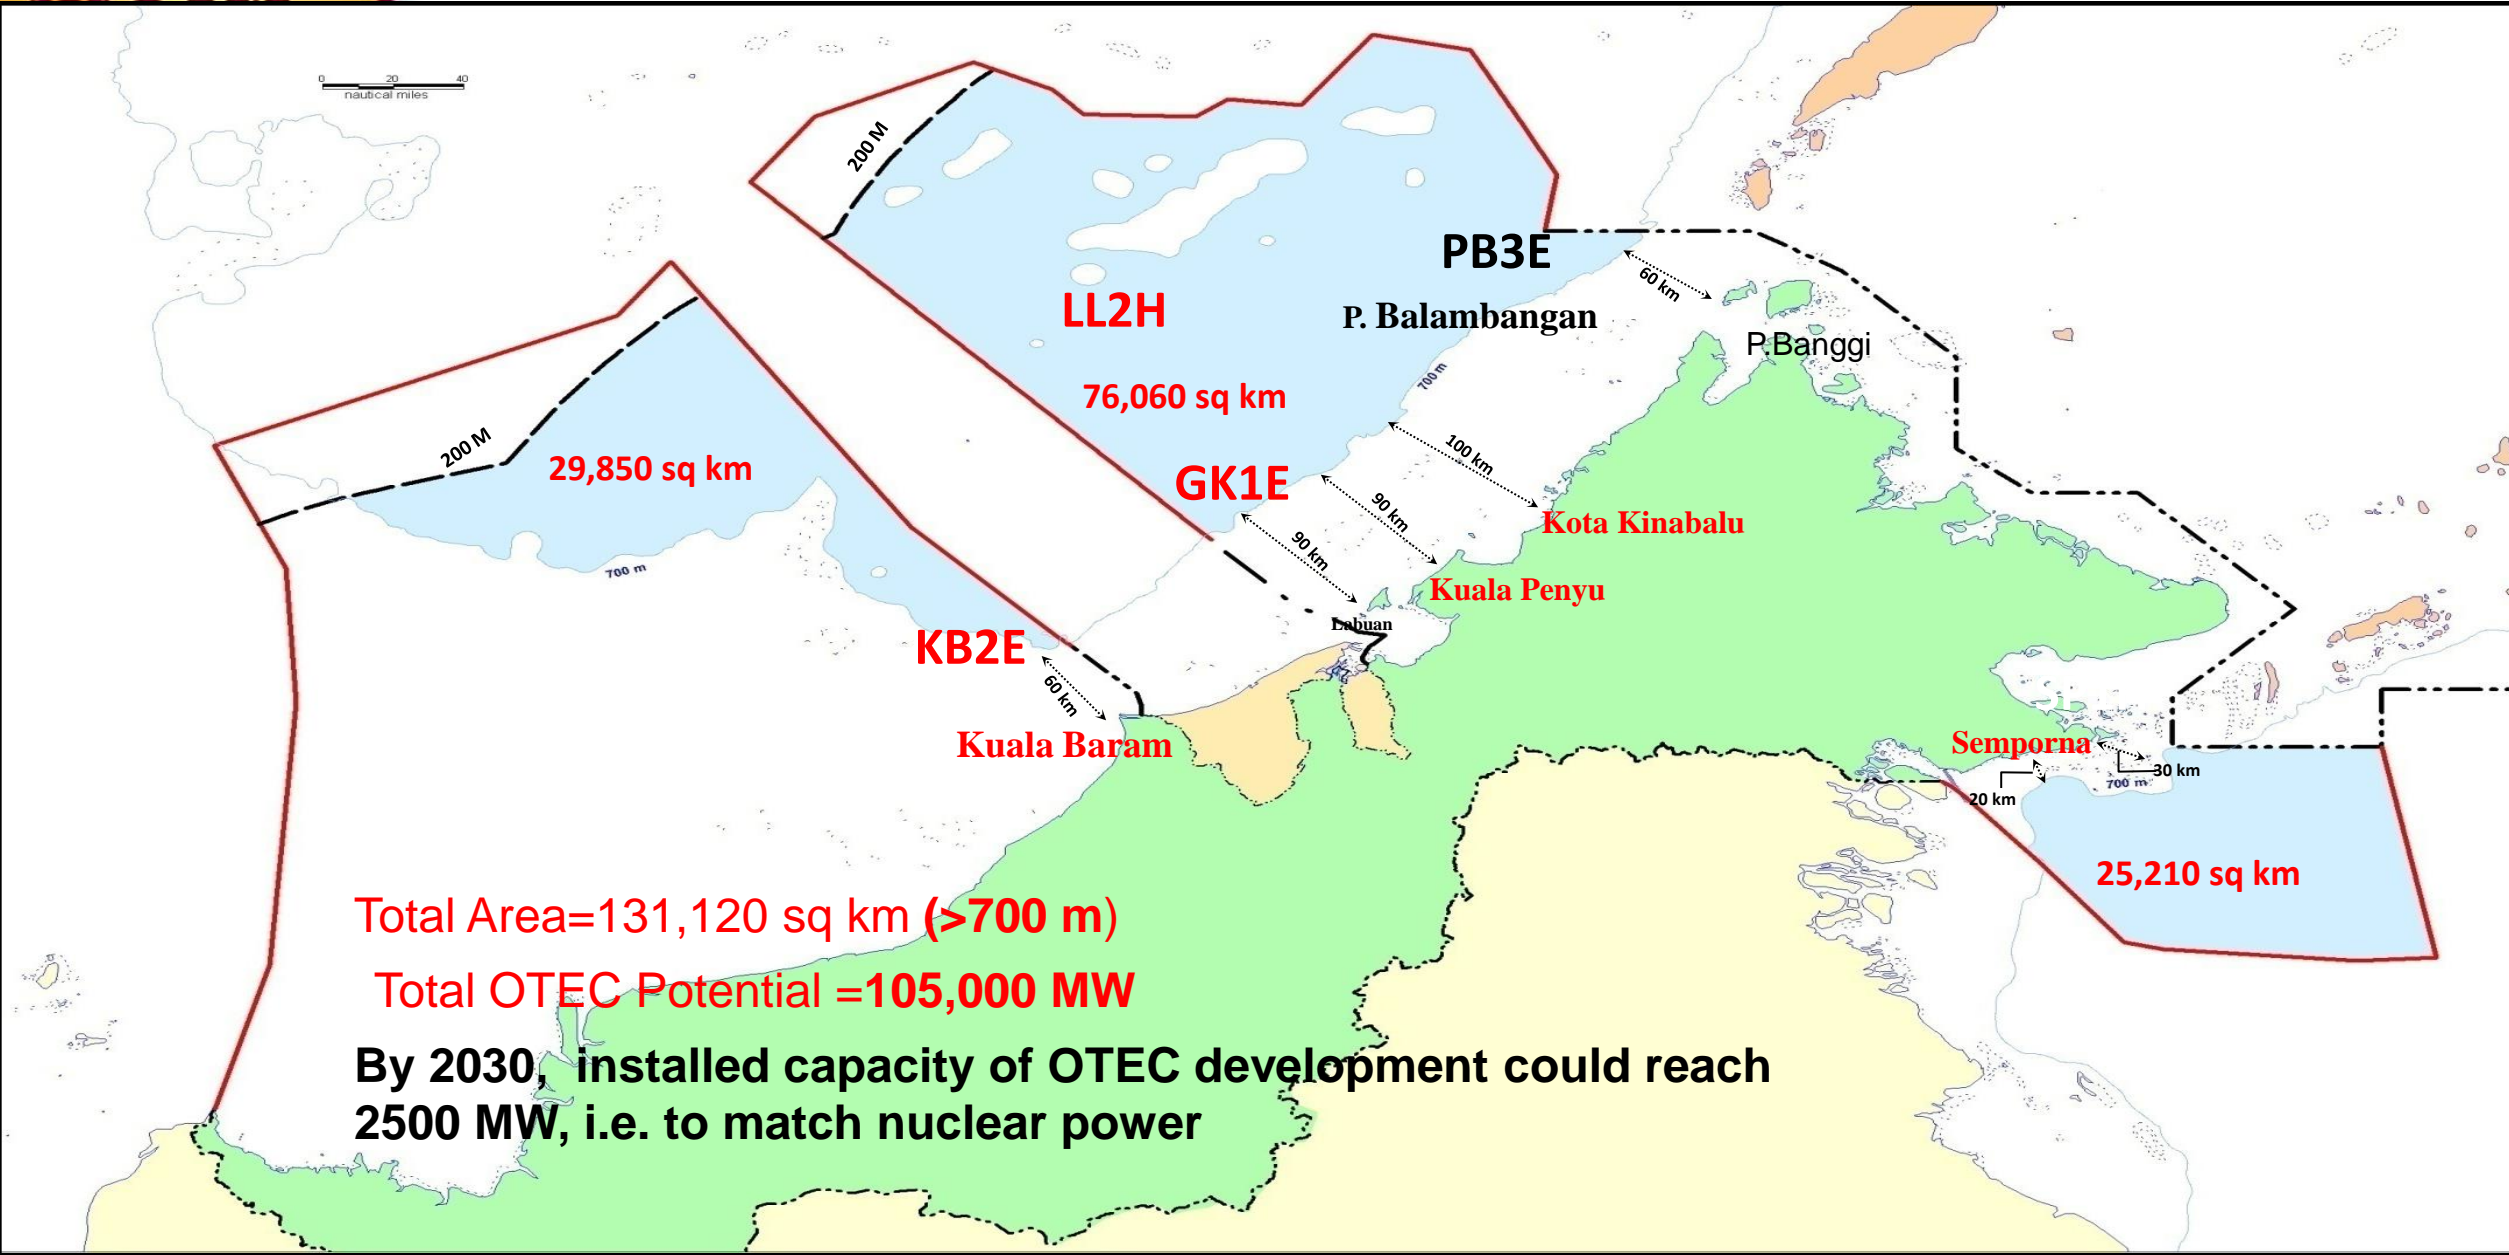 0 20 40
nautical miles
200 M
200 M
PB3E
60 km
LL2H
P. Balambangan
P.Banggi
700 m
76,060 sq km
100 km
29,850 sq km
GK1E
90 km
Kota Kinabalu
90 km
700 m
Kuala Penyu
Labuan
KB2E
60 km
Kuala Baram
Semporna
30 km
700 m
20 km
25,210 sq km
Total Area=131,120 sq km (>700 m)
Total OTEC Potential =105,000 MW
By 2030, installed capacity of OTEC development could reach
2500 MW, i.e. to match nuclear power